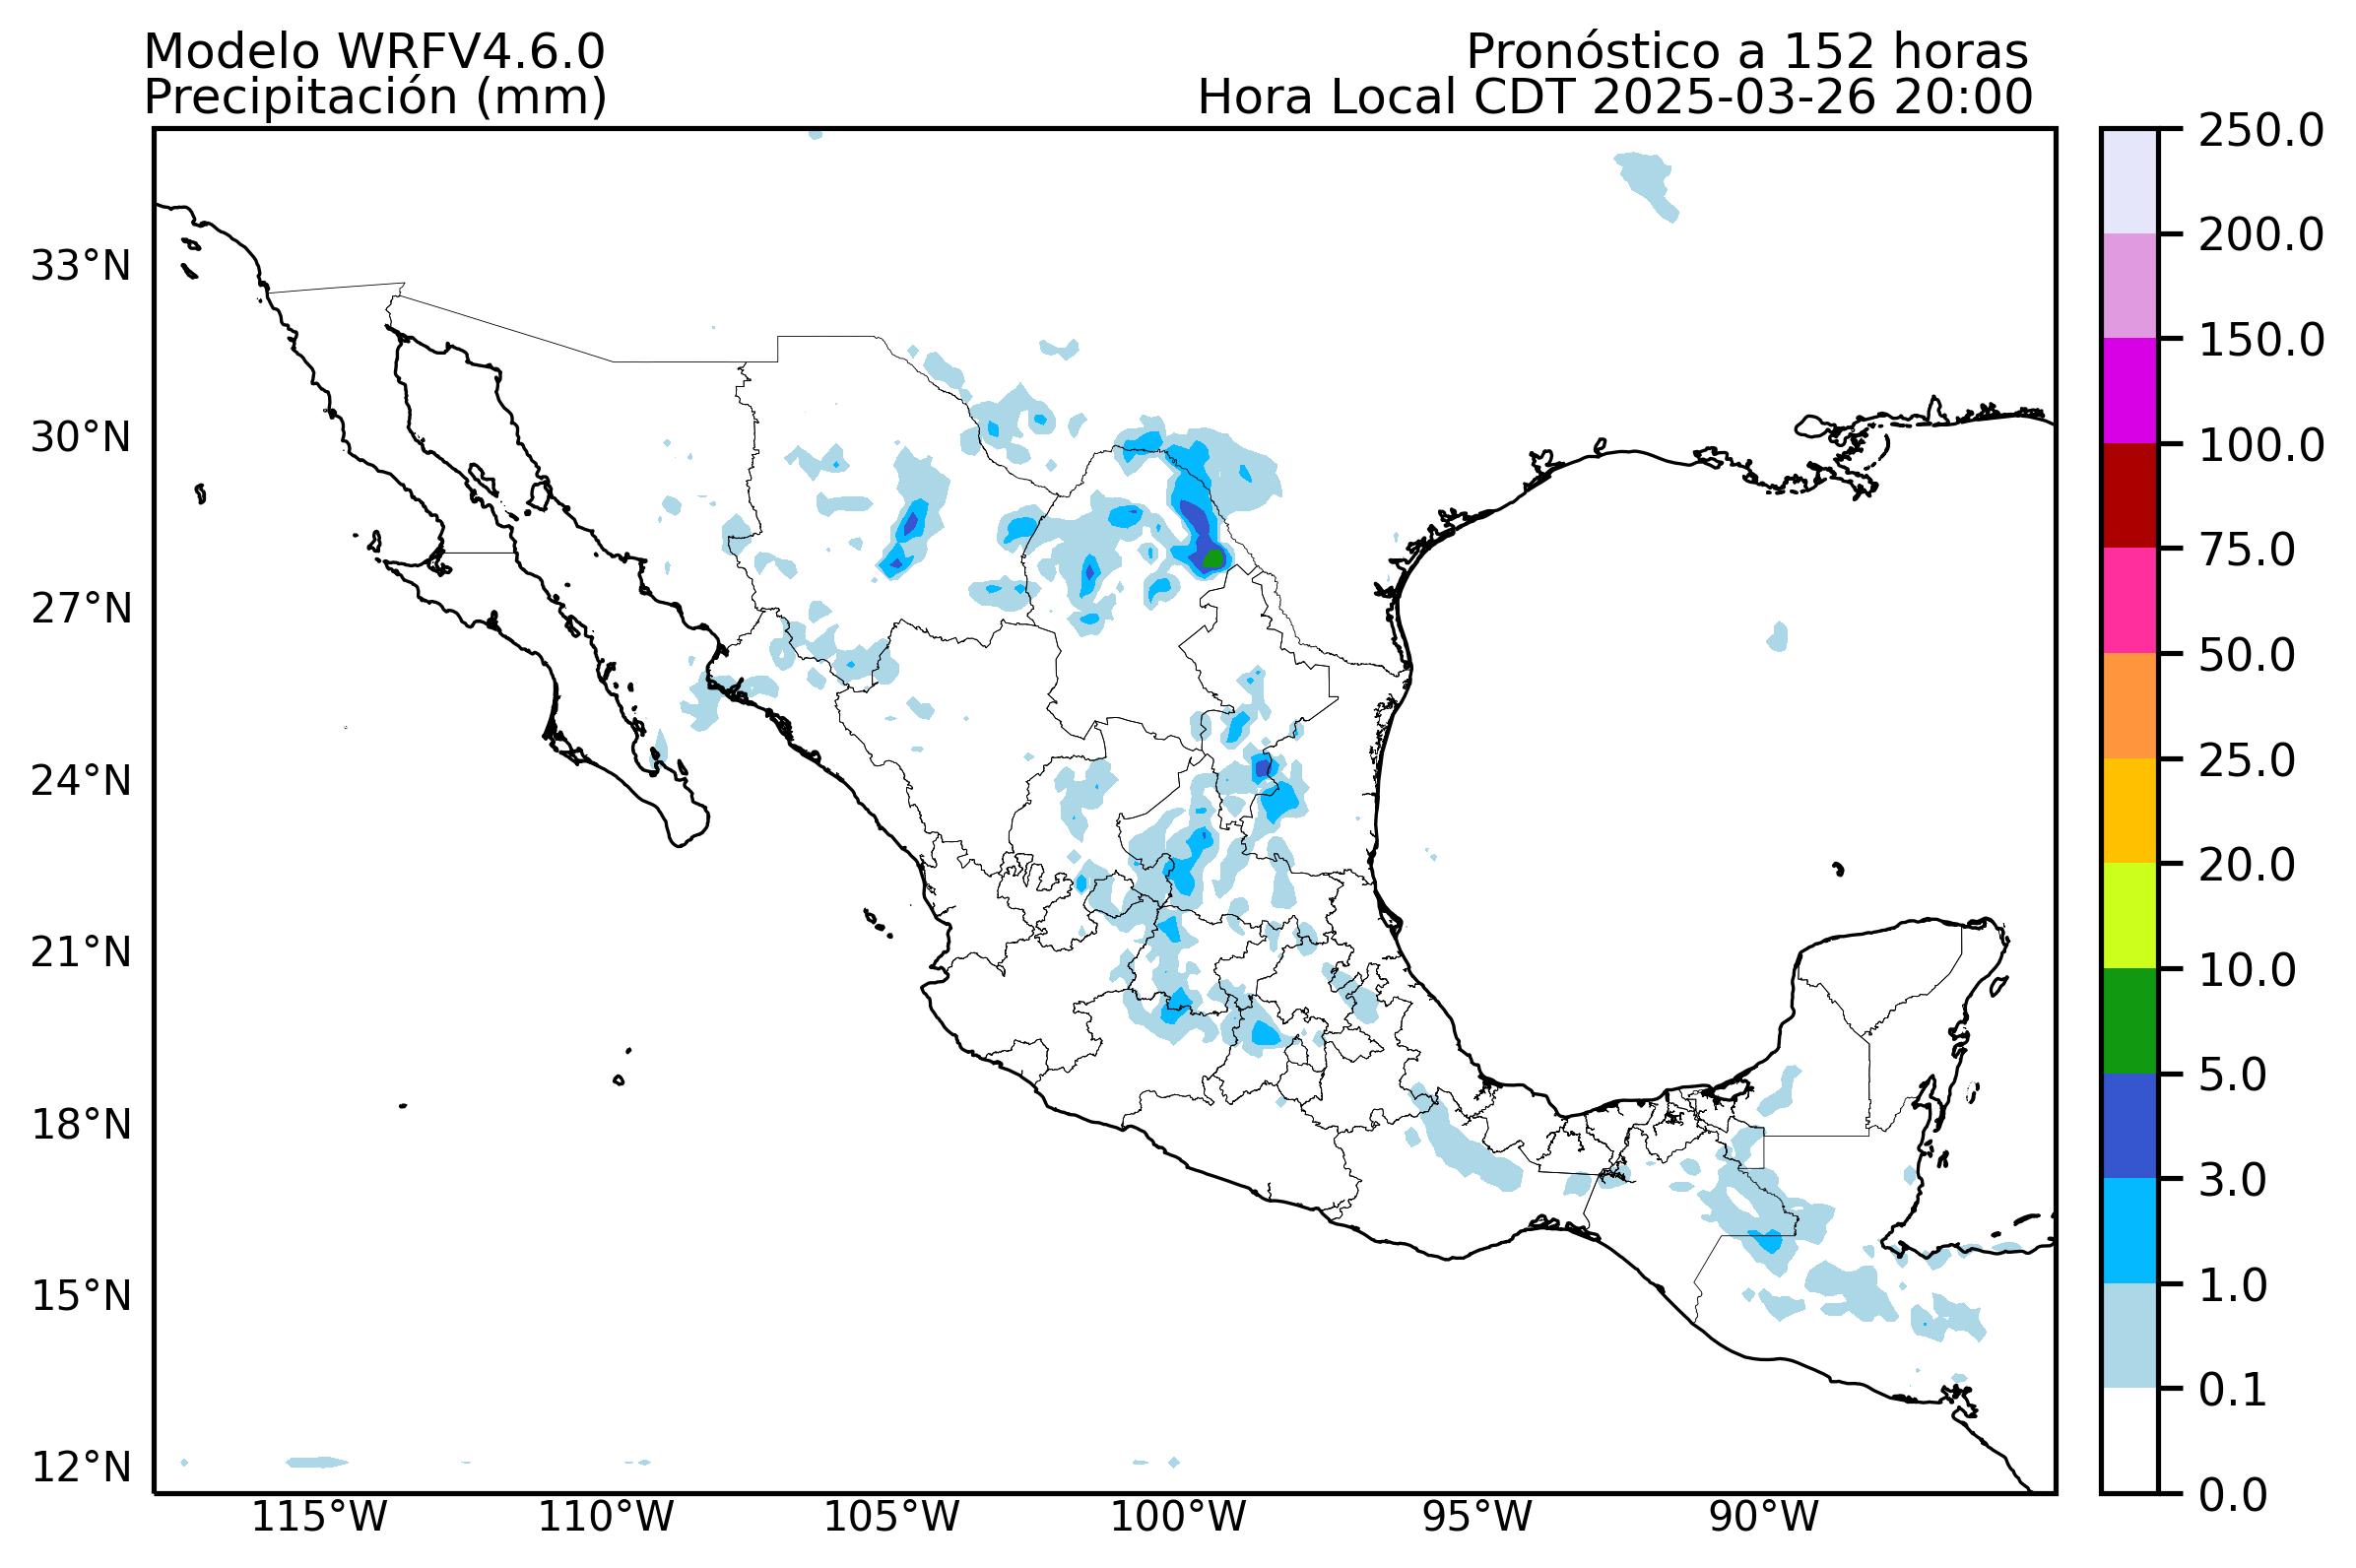 Modelo WRFV4.6.0
Precipitación (mm)
Pronóstico a 152 horas
Hora Local CDT 2025-03-26 20:00
33°N
30°N
27°N
24°N
21°N
18°N
15°N
12°N
115°W
110°W
105°W
100°W
95°W
90°W
250.0
200.0
150.0
100.0
75.0
50.0
25.0
20.0
10.0
5.0
3.0
1.0
0.1
0.0